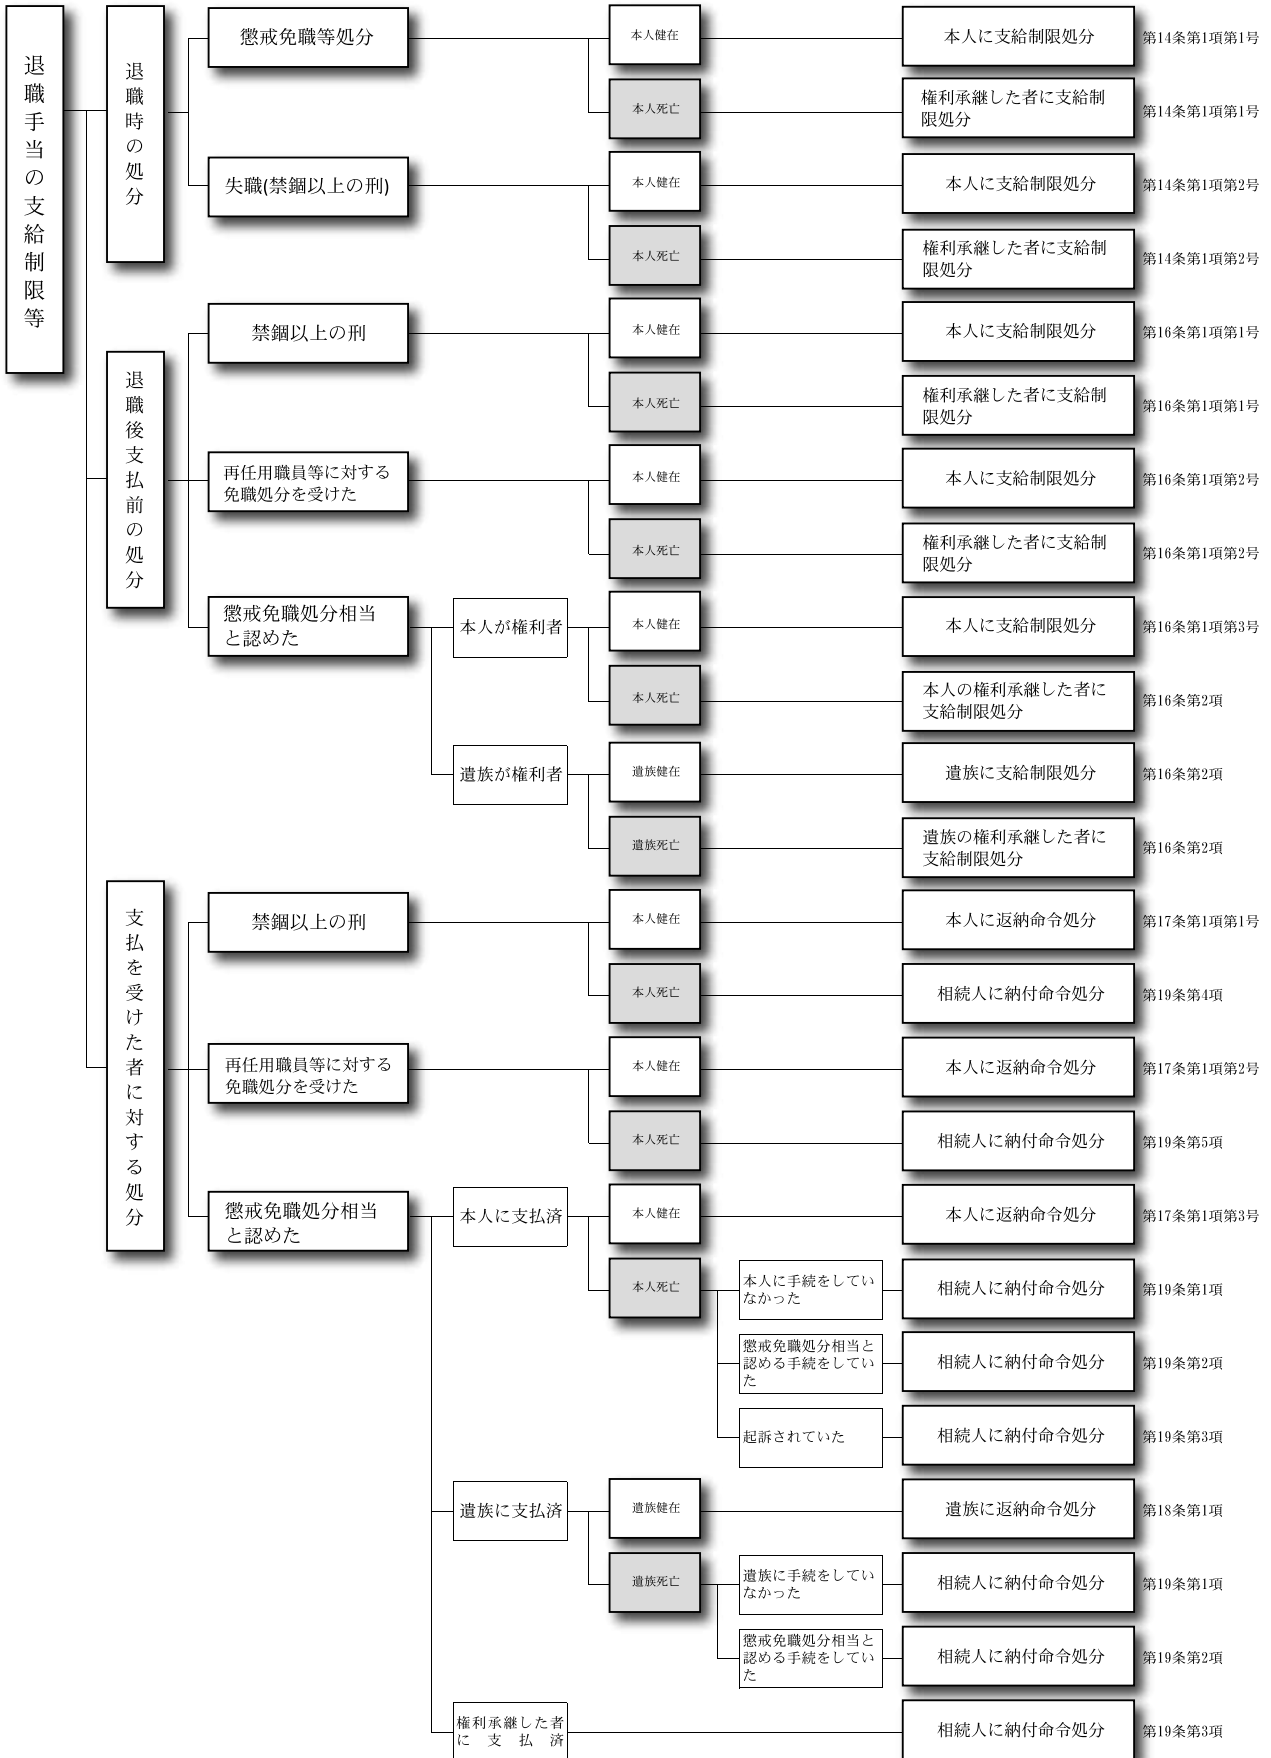 退職手当の支給制限等
退職時の処分
懲戒免職等処分
本人健在
本人に支給制限処分
第14条第1項第1号
本人死亡
権利承継した者に支給制
限処分
第14条第1項第1号
失職(禁錮以上の刑)
本人健在
本人に支給制限処分
第14条第1項第2号
本人死亡
権利承継した者に支給制
限処分
第14条第1項第2号
退職後支払前の処分
禁錮以上の刑
本人健在
本人に支給制限処分
第16条第1項第1号
本人死亡
権利承継した者に支給制
限処分
第16条第1項第1号
再任用職員等に対する
免職処分を受けた
本人健在
本人に支給制限処分
第16条第1項第2号
本人死亡
権利承継した者に支給制
限処分
第16条第1項第2号
懲戒免職処分相当
と認めた
本人が権利者
本人健在
本人に支給制限処分
第16条第1項第3号
本人死亡
本人の権利承継した者に
支給制限処分
第16条第2項
遺族が権利者
遺族健在
遺族に支給制限処分
第16条第2項
遺族死亡
遺族の権利承継した者に
支給制限処分
第16条第2項
支払を受けた者に対する処分
禁錮以上の刑
本人健在
本人に返納命令処分
第17条第1項第1号
本人死亡
相続人に納付命令処分
第19条第4項
再任用職員等に対する
免職処分を受けた
本人健在
本人に返納命令処分
第17条第1項第2号
本人死亡
相続人に納付命令処分
第19条第5項
懲戒免職処分相当
と認めた
本人に支払済
本人健在
本人に返納命令処分
第17条第1項第3号
本人死亡
本人に手続をしてい
なかった
相続人に納付命令処分
第19条第1項
懲戒免職処分相当と
認める手続をしてい
た
相続人に納付命令処分
第19条第2項
起訴されていた
相続人に納付命令処分
第19条第3項
遺族に支払済
遺族健在
遺族に返納命令処分
第18条第1項
遺族死亡
遺族に手続をしてい
なかった
相続人に納付命令処分
第19条第1項
懲戒免職処分相当と
認める手続をしてい
た
相続人に納付命令処分
第19条第2項
権利承継した者
に支払済
相続人に納付命令処分
第19条第3項